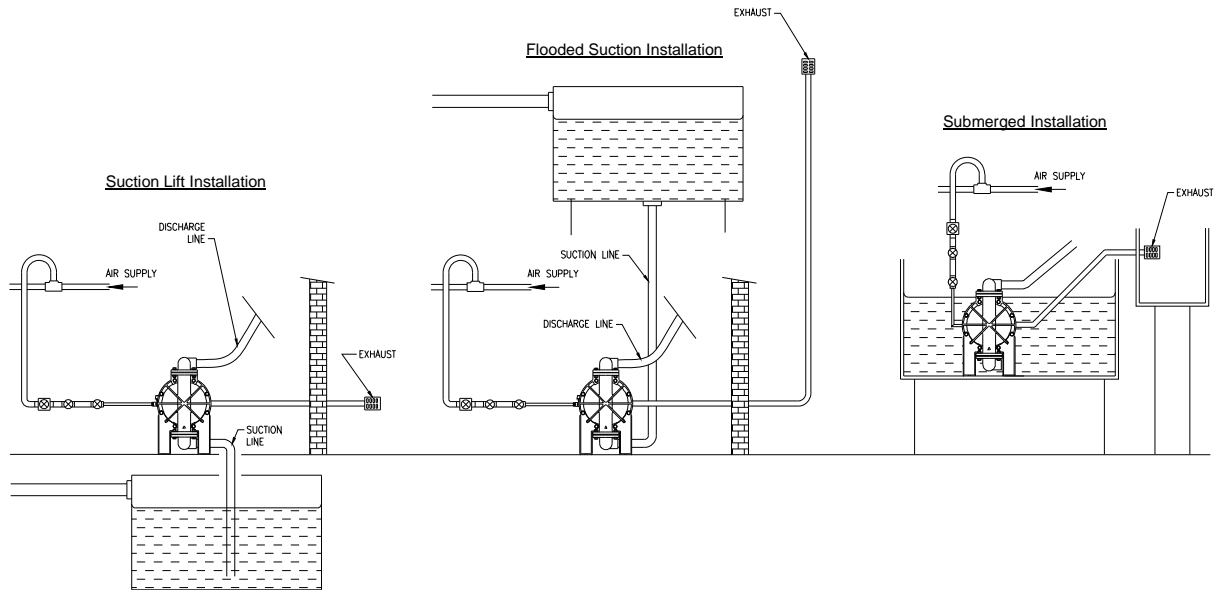 Suction Lift Installation
DISCHARGE
LINE
AIR SUPPLY
EXHAUST
SUCTION
LINE
Flooded Suction Installation
EXHAUST
SUCTION LINE
AIR SUPPLY
DISCHARGE LINE
Submerged Installation
AIR SUPPLY
EXHAUST